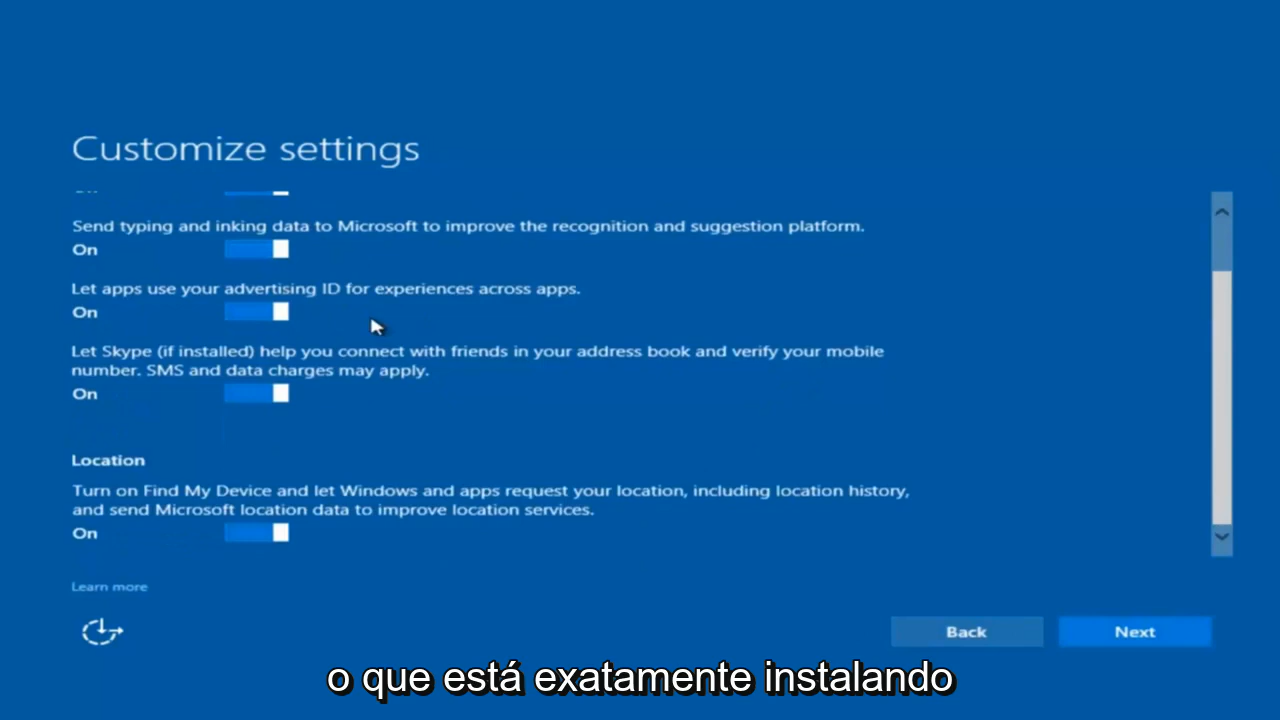 Customize settings
Send typing and inking data to Microsoft to improve the recognition and suggestion platform.
On
Let apps use your advertising ID for experiences across apps.
On
Let Skype (if installed) help you connect with friends in your address book and verify your mobile
number. SMS and data charges may apply.
On
Location
Turn on Find My Device and let Windows and apps request your location, including location history,
and send Microsoft location data to improve location services.
On
Learn more
Back
Next
o que está exatamente instalando